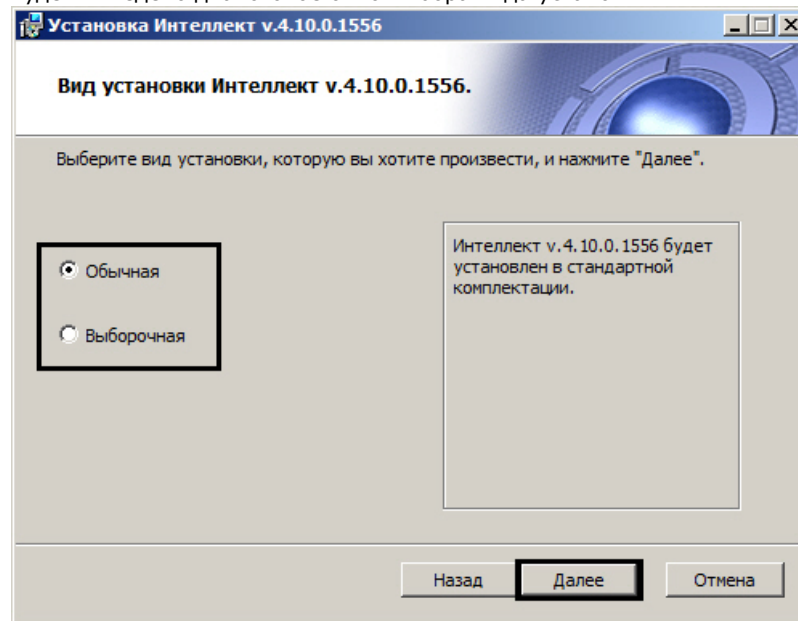 Установка Интеллект v.4.10.0.1556
Вид установки Интеллект v.4.10.0.1556.
Выберите вид установки, которую вы хотите произвести, и нажмите "Далее".
Обычная
Выборочная
Интеллект v.4.10.0.1556 будет
установлен в стандартной
комплектации.
Назад
Далее
Отмена